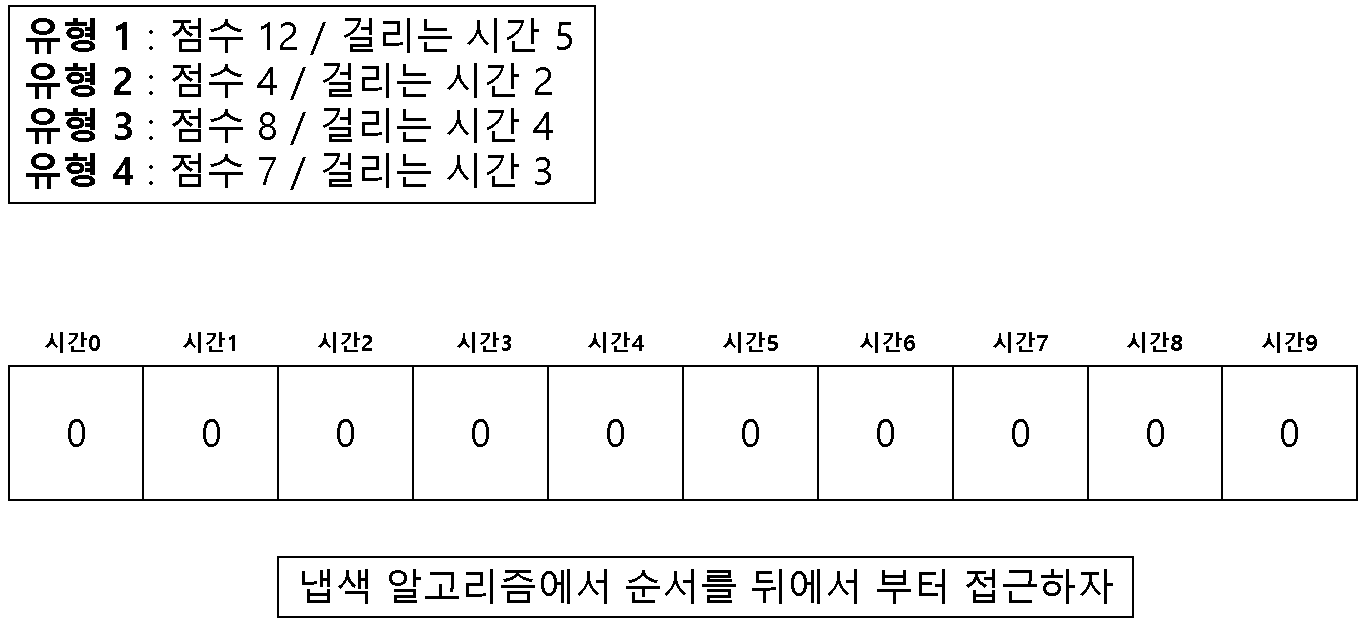 유형 1 : 점수 12 / 걸리는 시간 5
유형 2 : 점수 4 / 걸리는 시간 2
유형 3 : 점수 8 / 걸리는 시간 4
유형 4 : 점수 7 / 걸리는 시간 3
시간0 시간1 시간2 시간3 시간4 시간5 시간6 시간7 시간8 시간9
0 0 0 0 0 0 0 0 0 0
냅색 알고리즘에서 순서를 뒤에서 부터 접근하자